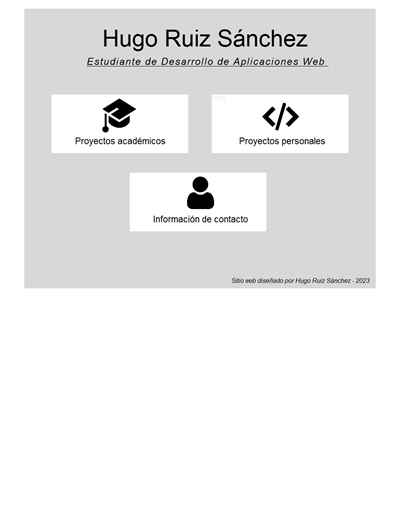 Hugo Ruiz Sánchez
Estudiante de Desarrollo de Aplicaciones Web
Proyectos académicos
Proyectos personales
Información de contacto
Sitio web diseñado por Hugo Ruiz Sánchez - 2023